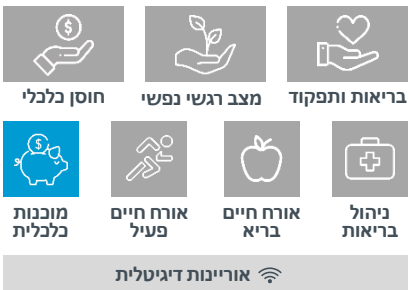 בריאות ותפקוד
מצב רגשי נפשי
חוסן כלכלי
ניהול
בריאות
אורח חיים
בריא
אורח חיים
פעיל
מוכנות
כלכלית
אוריינות דיגיטלית